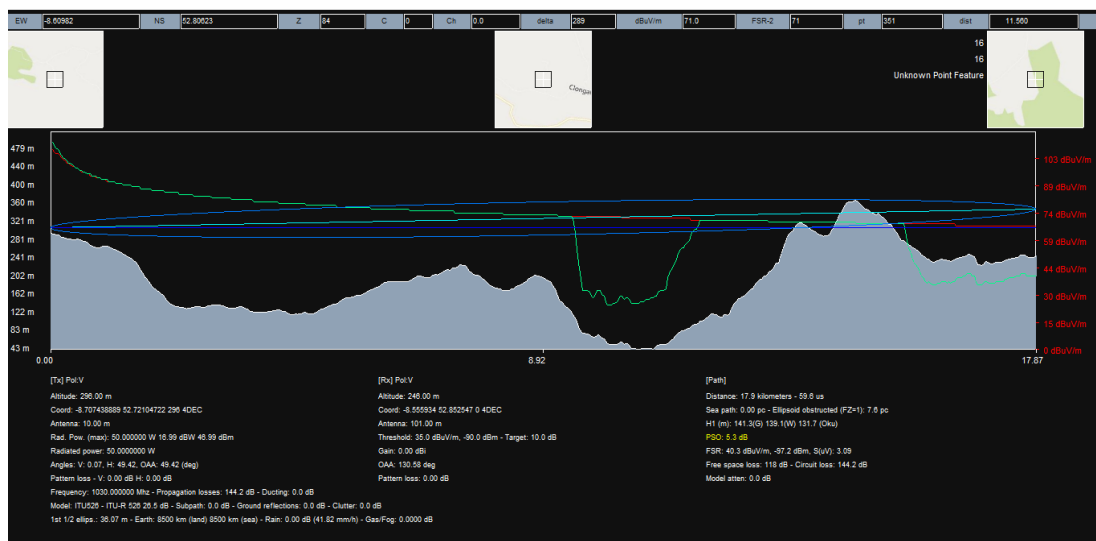 EW -8.60982 NS 52.80623 Z 84 C 0 Ch 0.0 delta 289 dBuV/m 71.0 FSR-2 71 pt 351 dist 11.560
16
16
Unknown Point Feature
479 m
440 m
400 m
360 m
321 m
281 m
241 m
202 m
162 m
122 m
83 m
43 m
103 dBuV/m
89 dBuV/m
74 dBuV/m
59 dBuV/m
44 dBuV/m
30 dBuV/m
15 dBuV/m
0 dBuV/m
0.00 8.92 17.87
[Tx] Pol:V
Altitude: 296.00 m
Coord: -8.707438889 52.72104722 296 4DEC
Antenna: 10.00 m
Rad. Pow. (max): 50.000000 W 16.99 dBW 46.99 dBm
Radiated power: 50.0000000 W
Angles: V: 0.07, H: 49.42, OAA: 49.42 (deg)
Pattern loss - V: 0.00 dB H: 0.00 dB
Frequency: 1030.000000 Mhz - Propagation losses: 144.2 dB - Ducting: 0.0 dB
Model: ITU526 - ITU-R 526 26.5 dB - Subpath: 0.0 dB - Ground reflections: 0.0 dB - Clutter: 0.0 dB
1st 1/2 ellips.: 36.07 m - Earth: 8500 km (land) 8500 km (sea) - Rain: 0.00 dB (41.82 mm/h) - Gas/Fog: 0.0000 dB
[Rx] Pol:V
Altitude: 246.00 m
Coord: -8.555934 52.852547 0 4DEC
Antenna: 101.00 m
Threshold: 35.0 dBuV/m, -90.0 dBm - Target: 10.0 dB
Gain: 0.00 dBi
OAA: 130.58 deg
Pattern loss: 0.00 dB
[Path]
Distance: 17.9 kilometers - 59.6 us
Sea path: 0.00 pc - Ellipsoid obstructed (FZ=1): 7.6 pc
H1 (m): 141.3(G) 139.1(W) 131.7 (Oku)
PSO: 5.3 dB
FSR: 40.3 dBuV/m, -97.2 dBm, S(uV): 3.09
Free space loss: 118 dB - Circuit loss: 144.2 dB
Model atten: 0.0 dB